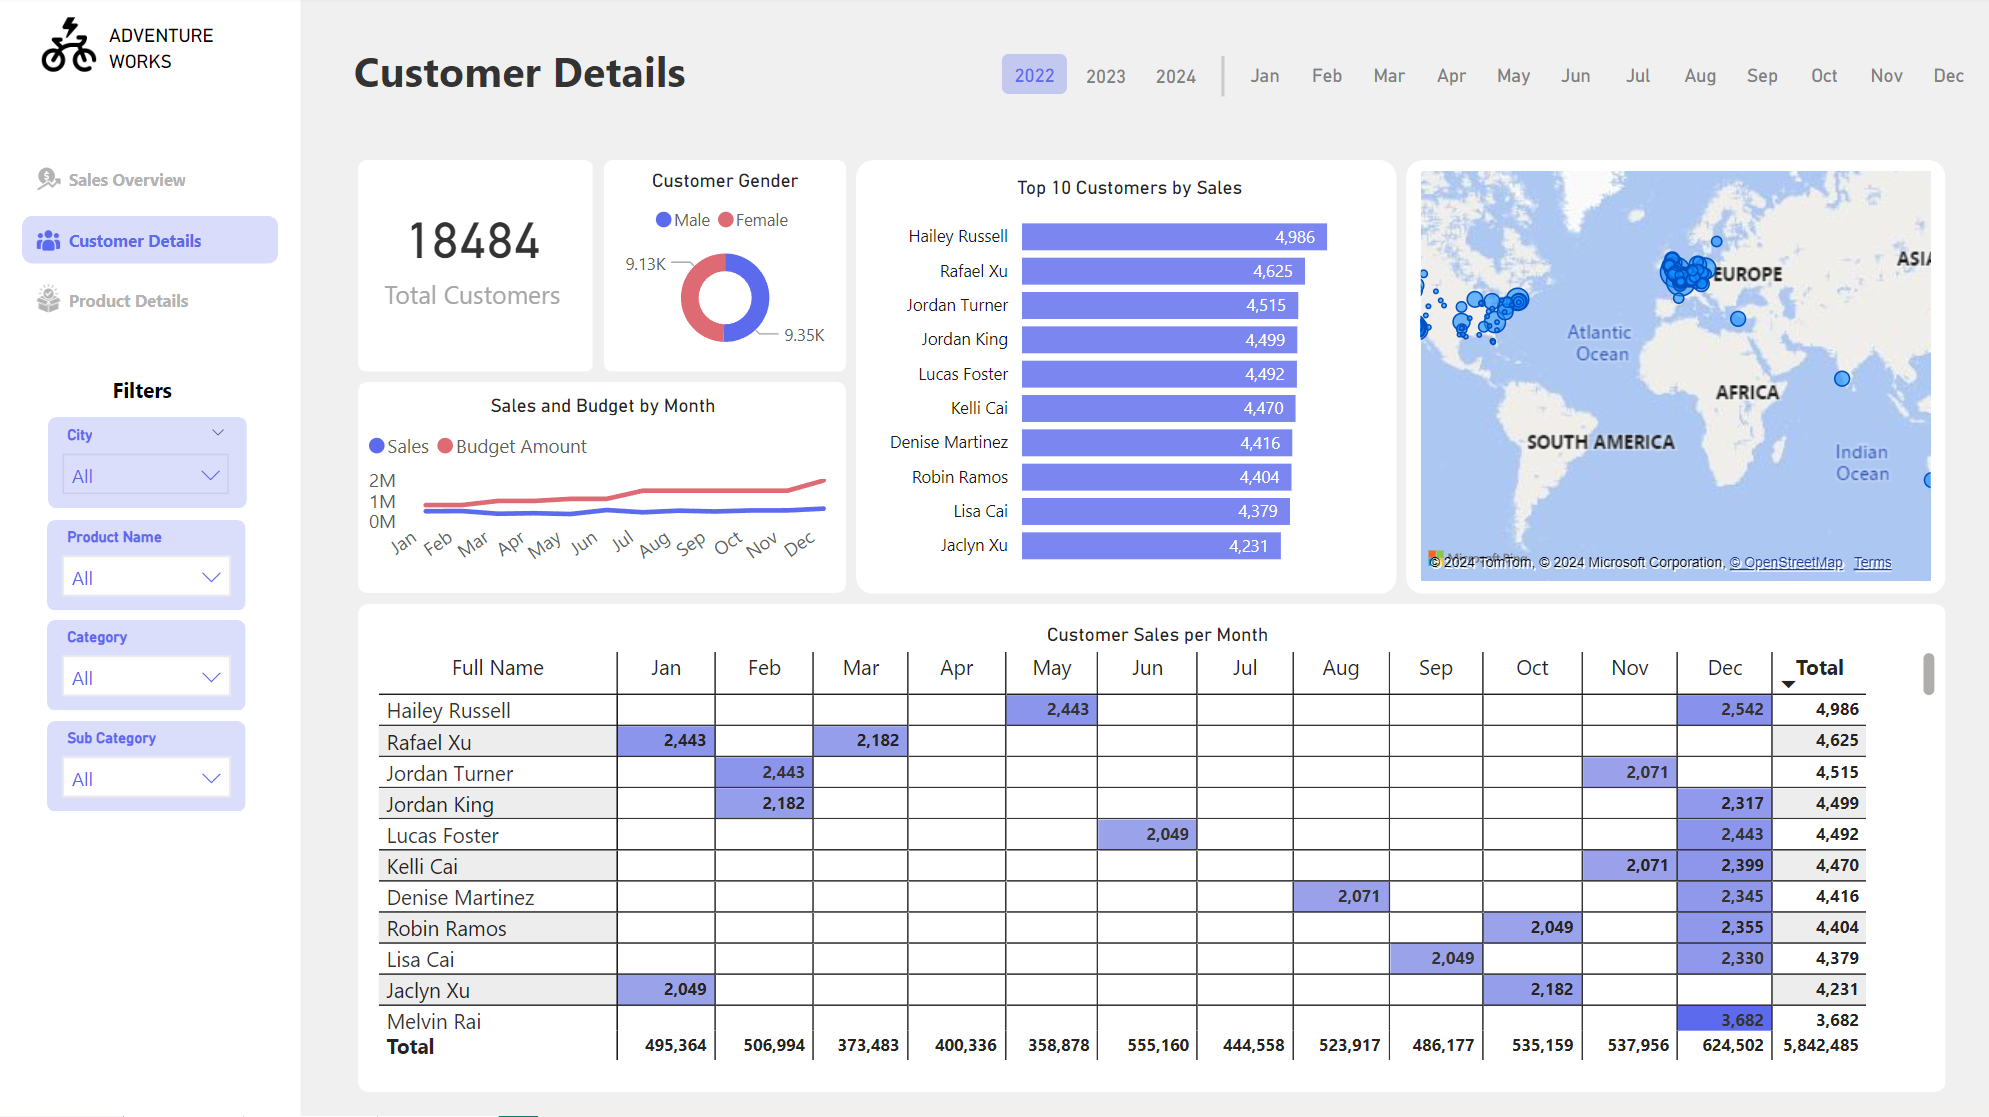 ADVENTURE
WORKS
Customer Details
2022 2023 2024 Jan Feb Mar Apr May Jun Jul Aug Sep Oct Nov Dec
Sales Overview
Customer Details
Product Details
Filters
City
All
Product Name
All
Category
All
Sub Category
All
18484
Total Customers
Customer Gender
Male Female
9.13K
9.35K
Sales and Budget by Month
Sales Budget Amount
2M
1M
0M
Jan Feb Mar Apr May Jun Jul Aug Sep Oct Nov Dec
Top 10 Customers by Sales
Hailey Russell 4,986
Rafael Xu 4,625
Jordan Turner 4,515
Jordan King 4,499
Lucas Foster 4,492
Kelli Cai 4,470
Denise Martinez 4,416
Robin Ramos 4,404
Lisa Cai 4,379
Jaclyn Xu 4,231
ASIA
EUROPE
Atlantic
Ocean
AFRICA
SOUTH AMERICA
Indian
Ocean
Microsoft Bing
© 2024 TomTom, © 2024 Microsoft Corporation, © OpenStreetMap Terms
Customer Sales per Month
Full Name Jan Feb Mar Apr May Jun Jul Aug Sep Oct Nov Dec Total
Hailey Russell 2,443 2,542 4,986
Rafael Xu 2,443 2,182 4,625
Jordan Turner 2,443 2,071 4,515
Jordan King 2,182 2,317 4,499
Lucas Foster 2,049 2,443 4,492
Kelli Cai 2,071 2,399 4,470
Denise Martinez 2,071 2,345 4,416
Robin Ramos 2,049 2,355 4,404
Lisa Cai 2,049 2,330 4,379
Jaclyn Xu 2,049 2,182 4,231
Melvin Rai 3,682 3,682
Total 495,364 506,994 373,483 400,336 358,878 555,160 444,558 523,917 486,177 535,159 537,956 624,502 5,842,485